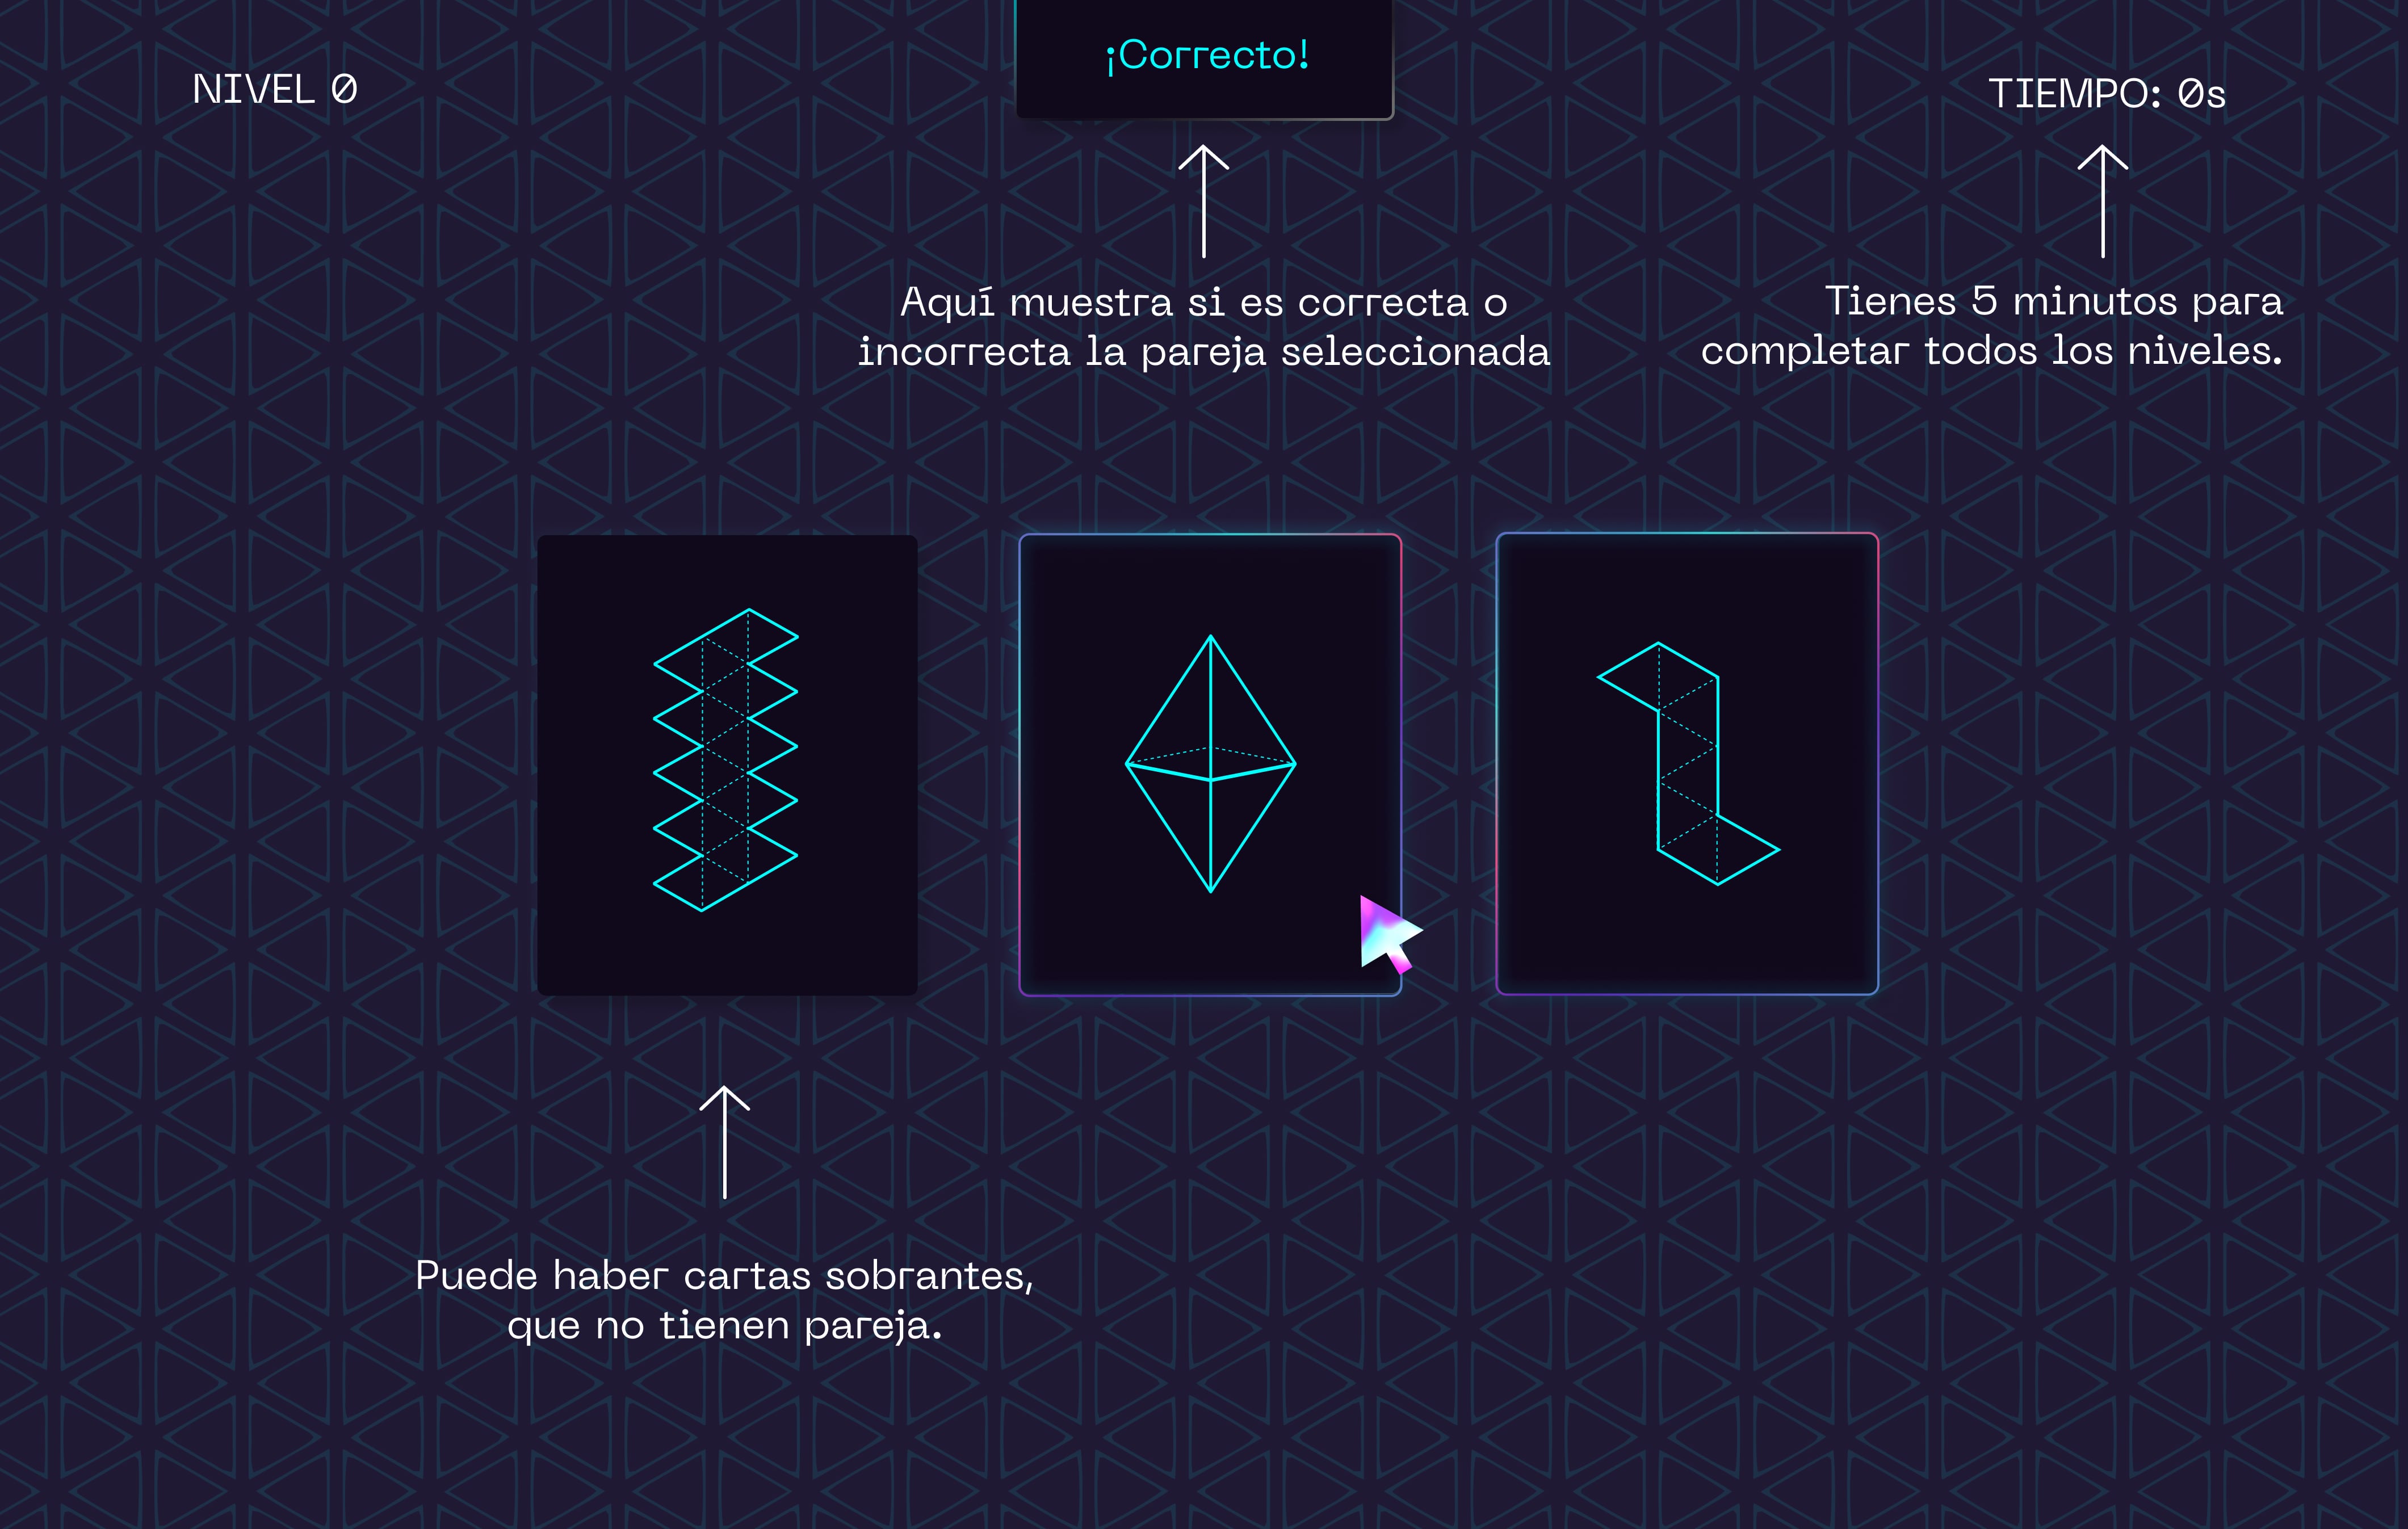 NIVEL 0
¡Correcto!
TIEMPO: 0s
Aquí muestra si es correcta o
incorrecta la pareja seleccionada
Tienes 5 minutos para
completar todos los niveles.
Puede haber cartas sobrantes,
que no tienen pareja.